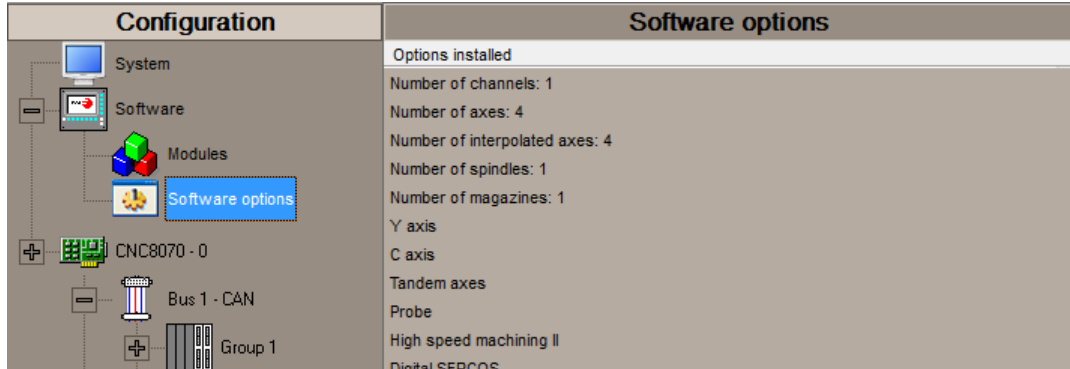 Configuration
System
Software
Modules
Software options
CNC8070 - 0
Bus 1 - CAN
Group 1
Software options
Options installed
Number of channels: 1
Number of axes: 4
Number of interpolated axes: 4
Number of spindles: 1
Number of magazines: 1
Y axis
C axis
Tandem axes
Probe
High speed machining II
Digital SERCOS